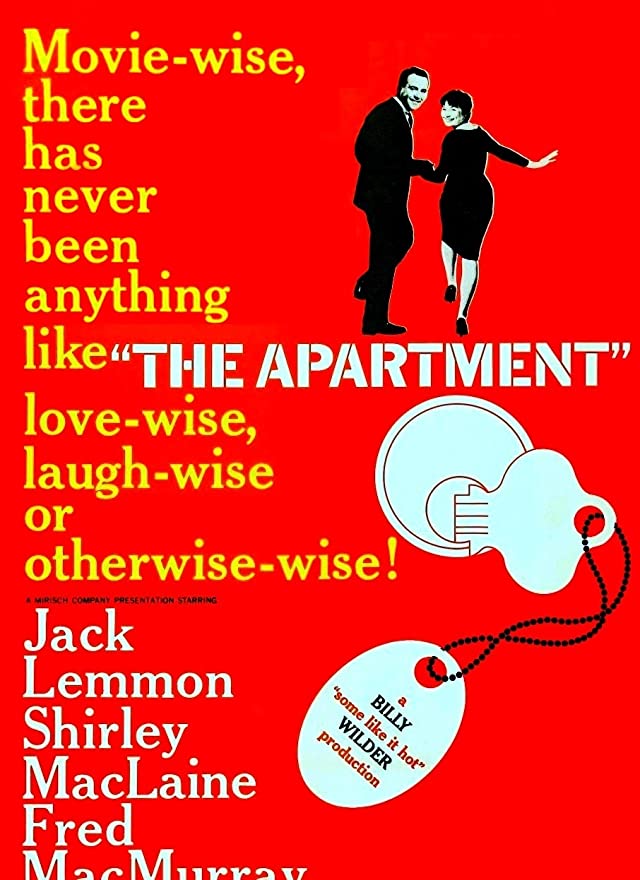 Movie-wise,
there
has
never
been
anything
like "THE APARTMENT"
love-wise,
laugh-wise
or
otherwise-wise!
A MIRISCH COMPANY PRESENTATION STARRING
Jack
Lemmon
Shirley
MacLaine
Fred
MacMurray
a
BILLY
"some like it hot"
WILDER
production